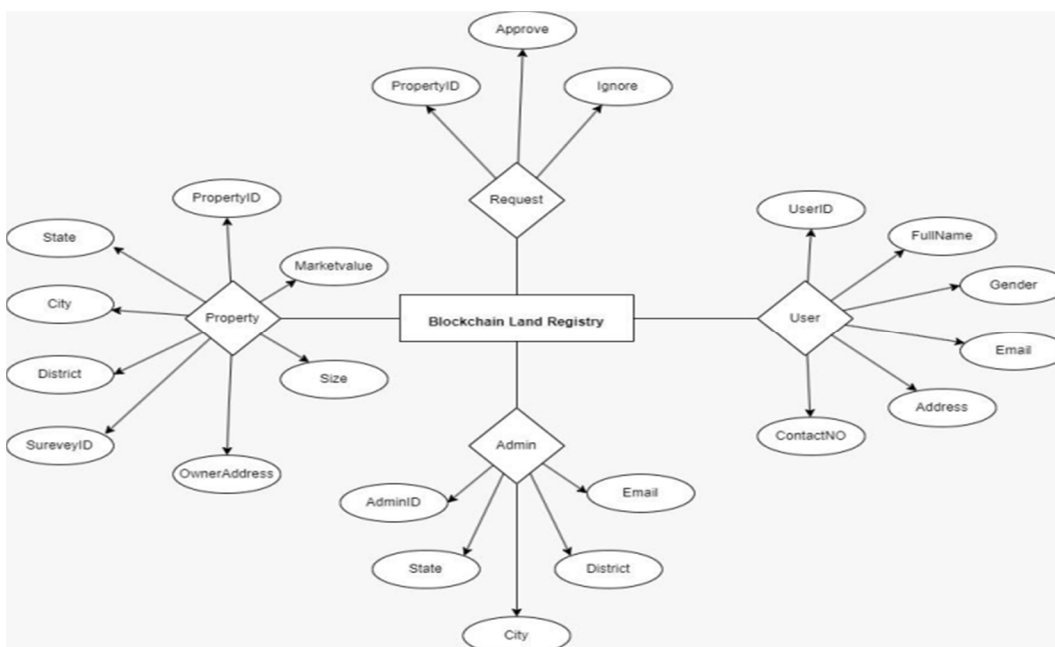 Approve
PropertyID
Ignore
Request
PropertyID
State
Marketvalue
City
Property
District
Size
SureveyID
OwnerAddress
Blockchain Land Registry
UserID
FullName
Gender
User
Email
Address
ContactNO
Admin
AdminID
Email
State
District
City